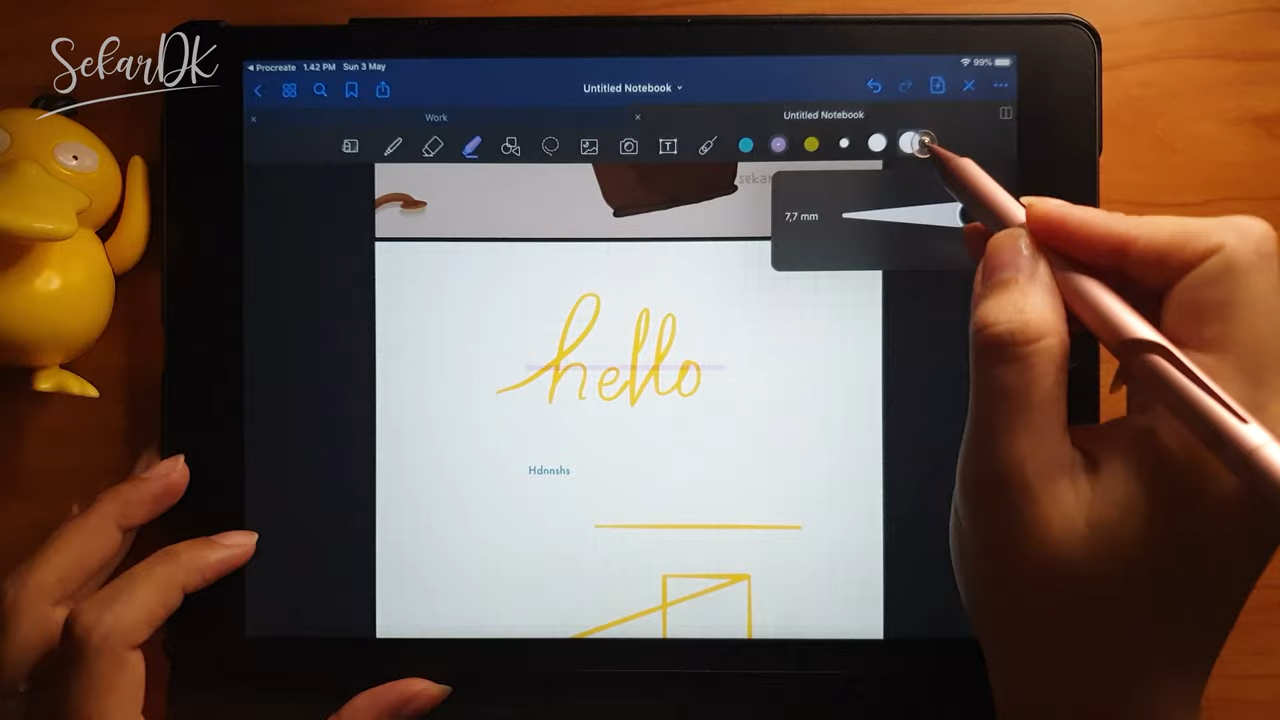 SekarDK
Procreate 1.42 PM Sun 3 May
99%
Untitled Notebook
Work
Untitled Notebook
T
sekar
7,7 mm
hello
Hdnnshs